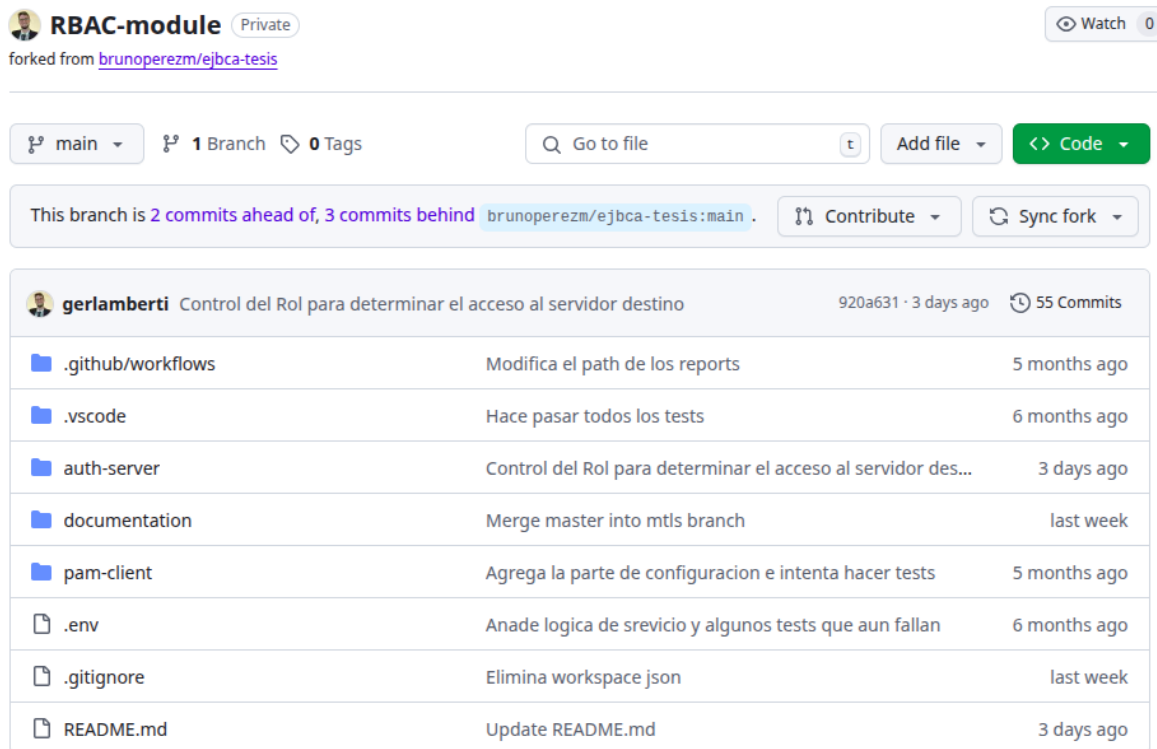 RBAC-module Private Watch 0
forked from brunoperezm/ejbca-tesis
main 1 Branch 0 Tags Go to file t Add file Code
This branch is 2 commits ahead of, 3 commits behind brunoperezm/ejbca-tesis:main . Contribute Sync fork
gerlamberti Control del Rol para determinar el acceso al servidor destino 920a631 · 3 days ago 55 Commits
.github/workflows Modifica el path de los reports 5 months ago
.vscode Hace pasar todos los tests 6 months ago
auth-server Control del Rol para determinar el acceso al servidor des... 3 days ago
documentation Merge master into mtls branch last week
pam-client Agrega la parte de configuracion e intenta hacer tests 5 months ago
.env Anade logica de srevicio y algunos tests que aun fallan 6 months ago
.gitignore Elimina workspace json last week
README.md Update README.md 3 days ago